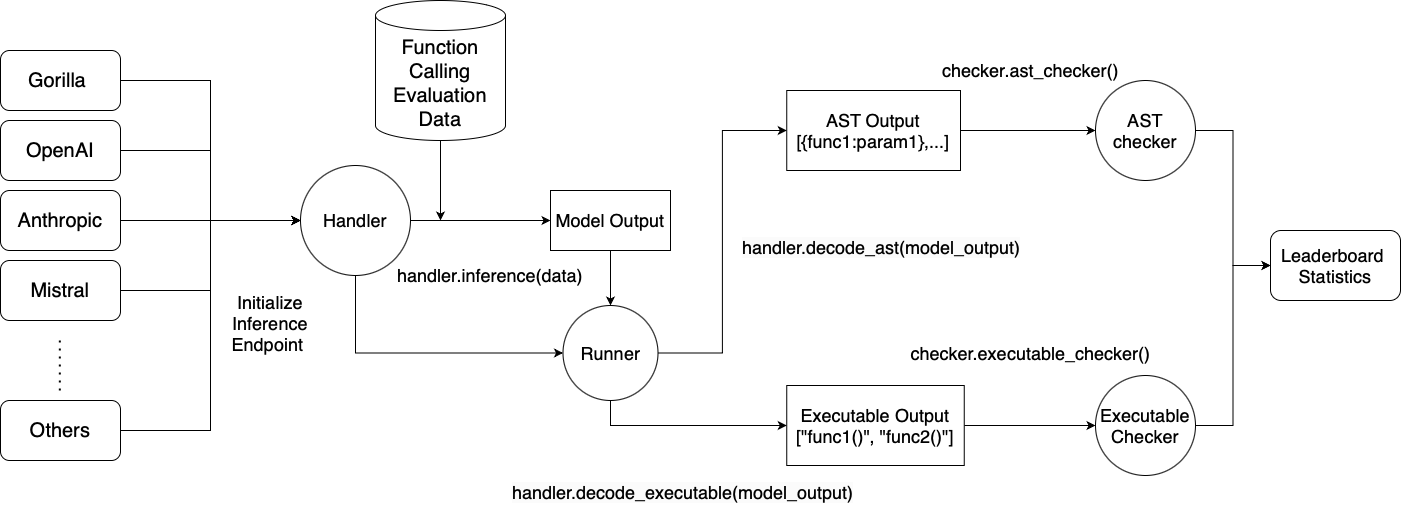 Gorilla
OpenAI
Anthropic
Mistral
Others
Initialize
Inference
Endpoint
Function
Calling
Evaluation
Data
Handler
handler.inference(data)
Model Output
Runner
AST Output
[{func1:param1},...]
handler.decode_ast(model_output)
checker.ast_checker()
AST
checker
Executable Output
["func1()", "func2()"]
handler.decode_executable(model_output)
checker.executable_checker()
Executable
Checker
Leaderboard
Statistics